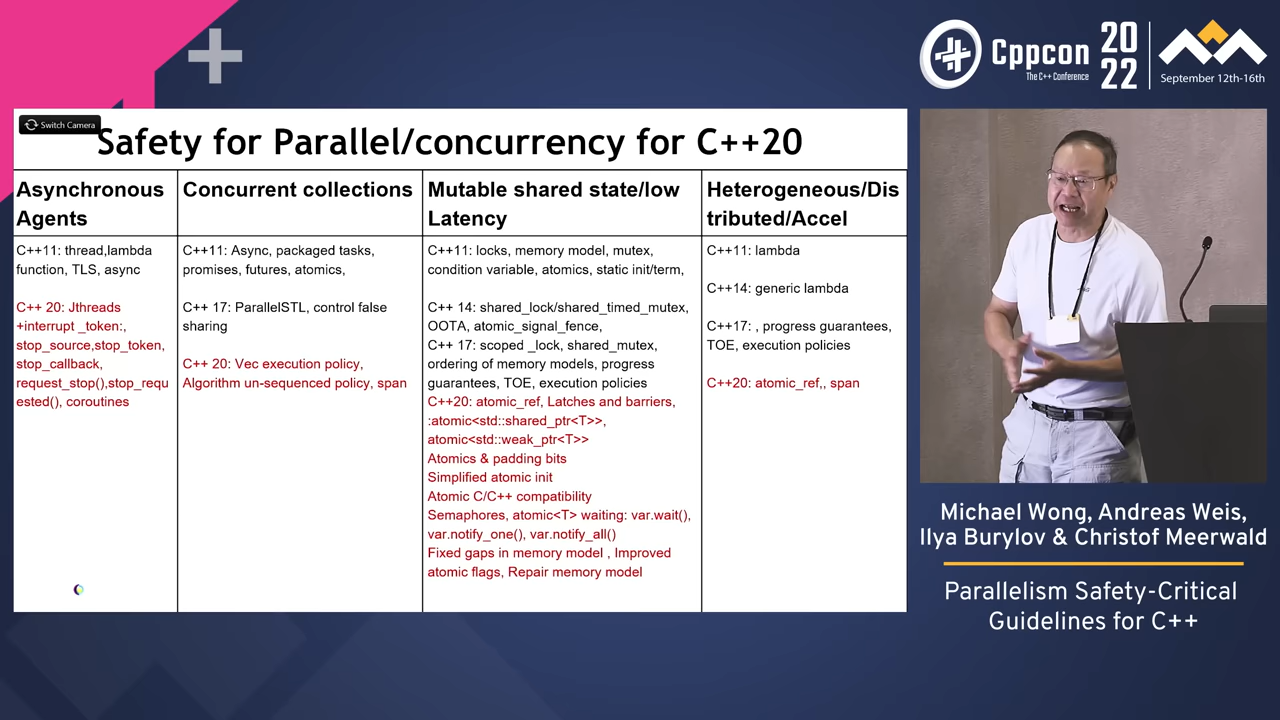 Cppcon
The C++ Conference
20
22
September 12th-16th
Switch Camera
Safety for Parallel/concurrency for C++20
Asynchronous
Agents
C++11: thread,lambda
function, TLS, async
C++ 20: Jthreads
+interrupt _token:,
stop_source,stop_token,
stop_callback,
request_stop(),stop_requ
ested(), coroutines
Concurrent collections
C++11: Async, packaged tasks,
promises, futures, atomics,
C++ 17: ParallelSTL, control false
sharing
C++ 20: Vec execution policy,
Algorithm un-sequenced policy, span
Mutable shared state/low
Latency
C++11: locks, memory model, mutex,
condition variable, atomics, static init/term,
C++ 14: shared_lock/shared_timed_mutex,
OOTA, atomic_signal_fence,
C++ 17: scoped _lock, shared_mutex,
ordering of memory models, progress
guarantees, TOE, execution policies
C++20: atomic_ref, Latches and barriers,
:atomic<std::shared_ptr<T>>,
atomic<std::weak_ptr<T>>
Atomics & padding bits
Simplified atomic init
Atomic C/C++ compatibility
Semaphores, atomic<T> waiting: var.wait(),
var.notify_one(), var.notify_all()
Fixed gaps in memory model , Improved
atomic flags, Repair memory model
Heterogeneous/Dis
tributed/Accel
C++11: lambda
C++14: generic lambda
C++17: , progress guarantees,
TOE, execution policies
C++20: atomic_ref,, span
Michael Wong, Andreas Weis,
Ilya Burylov & Christof Meerwald
Parallelism Safety-Critical
Guidelines for C++